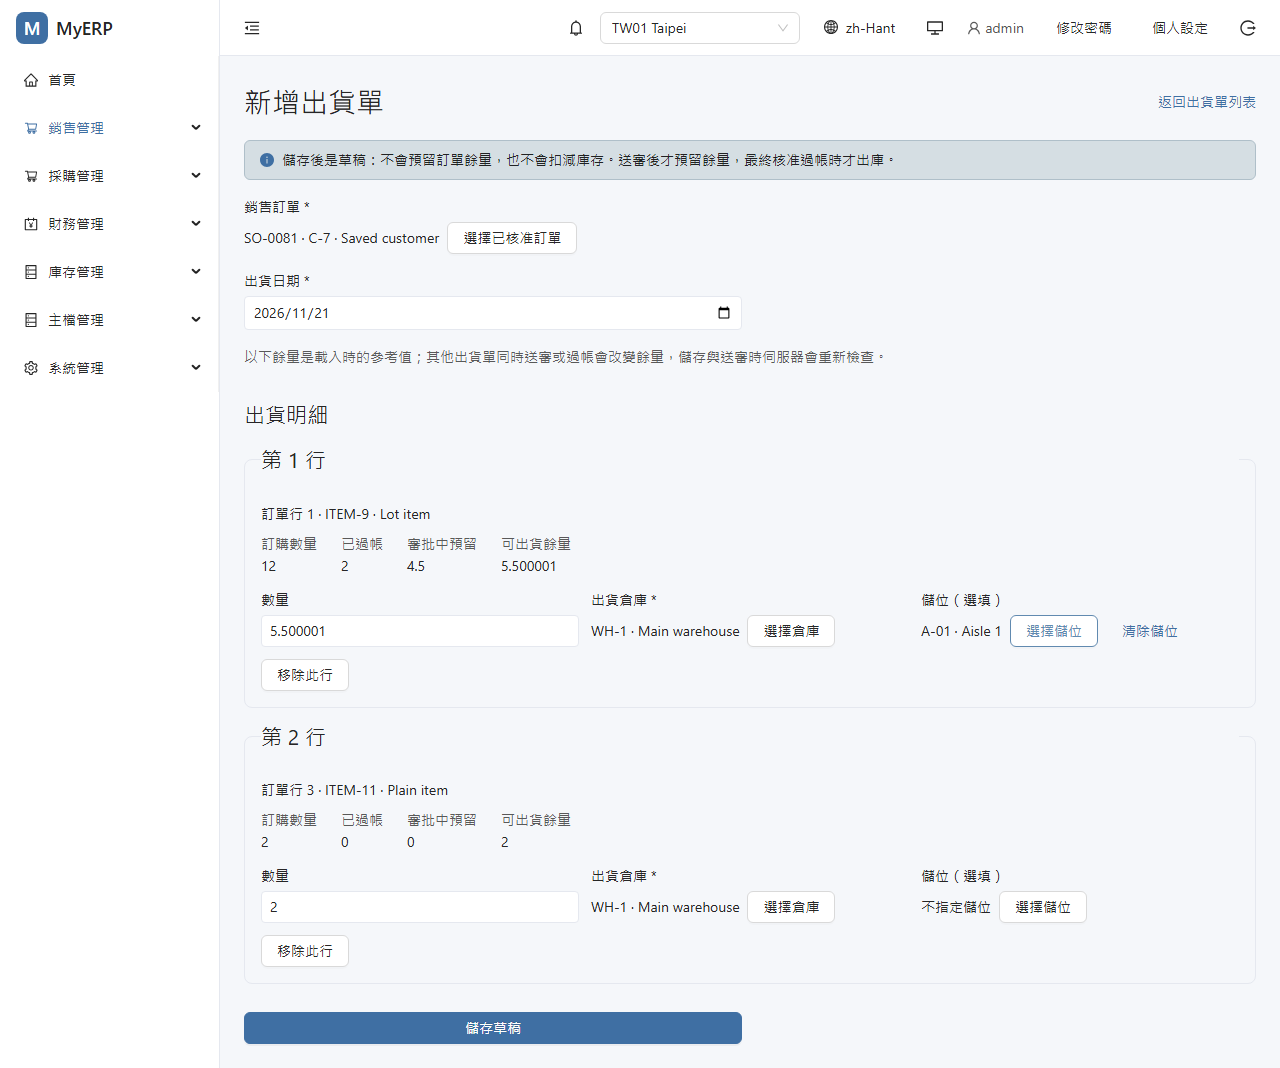 M MyERP
TW01 Taipei
zh-Hant
admin
修改密碼
個人設定
首頁
銷售管理
採購管理
財務管理
庫存管理
主檔管理
系統管理
新增出貨單
返回出貨單列表
儲存後是草稿：不會預留訂單餘量，也不會扣減庫存。送審後才預留餘量，最終核准過帳時才出庫。
銷售訂單 *
SO-0081 · C-7 · Saved customer 選擇已核准訂單
出貨日期 *
2026/11/21
以下餘量是載入時的參考值；其他出貨單同時送審或過帳會改變餘量，儲存與送審時伺服器會重新檢查。
出貨明細
第 1 行
訂單行 1 · ITEM-9 · Lot item
訂購數量 已過帳 審批中預留 可出貨餘量
12 2 4.5 5.500001
數量 出貨倉庫 * 儲位（選填）
5.500001 WH-1 · Main warehouse 選擇倉庫 A-01 · Aisle 1 選擇儲位 清除儲位
移除此行
第 2 行
訂單行 3 · ITEM-11 · Plain item
訂購數量 已過帳 審批中預留 可出貨餘量
2 0 0 2
數量 出貨倉庫 * 儲位（選填）
2 WH-1 · Main warehouse 選擇倉庫 不指定儲位 選擇儲位
移除此行
儲存草稿